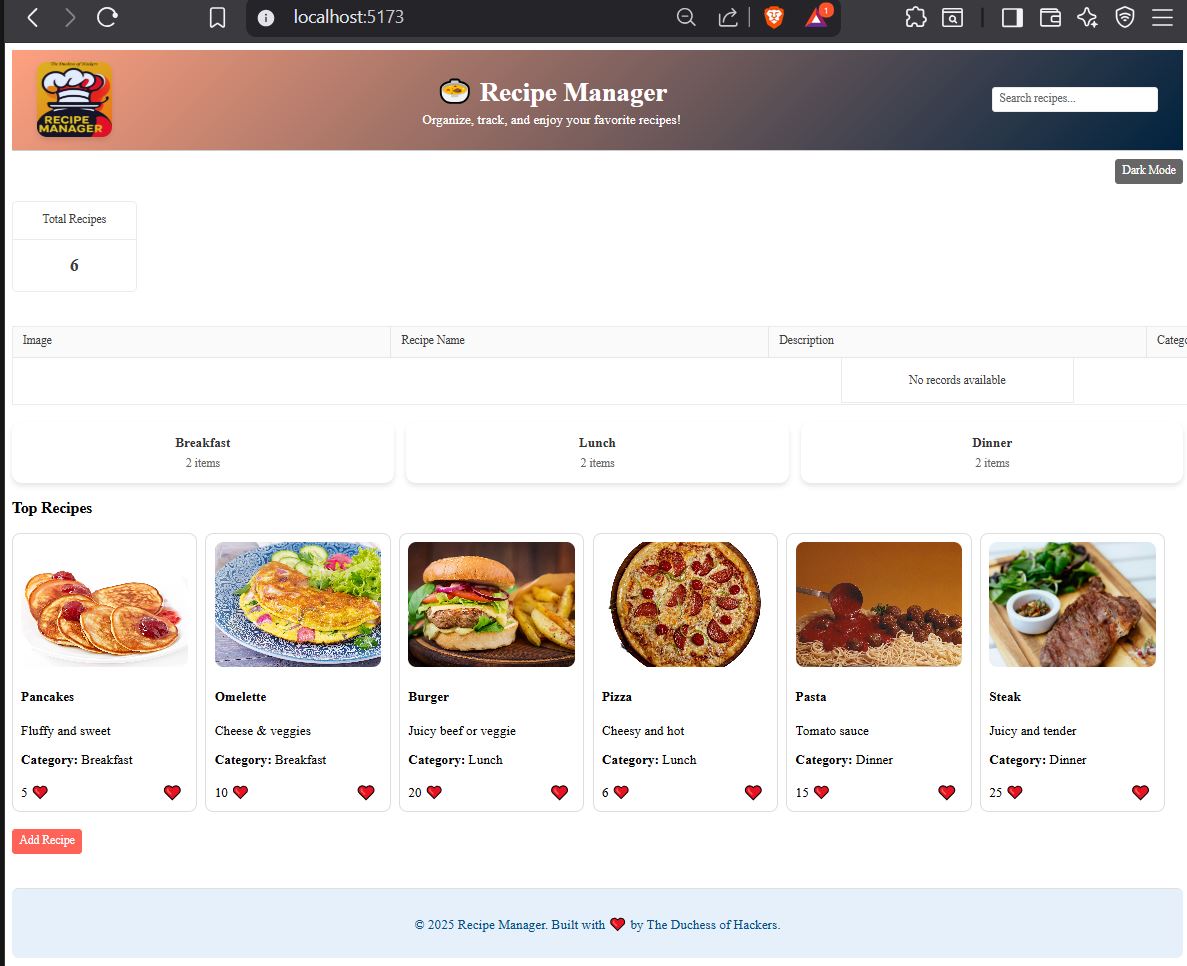 localhost:5173
1
The Duchess of Hackers
RECIPE
MANAGER
Recipe Manager
Organize, track, and enjoy your favorite recipes!
Search recipes...
Dark Mode
Total Recipes
6
Image Recipe Name Description Catego
No records available
Breakfast Lunch Dinner
2 items 2 items 2 items
Top Recipes
Pancakes Omelette Burger Pizza Pasta Steak
Fluffy and sweet Cheese & veggies Juicy beef or veggie Cheesy and hot Tomato sauce Juicy and tender
Category: Breakfast Category: Breakfast Category: Lunch Category: Lunch Category: Dinner Category: Dinner
5 ❤️ ❤️ 10 ❤️ ❤️ 20 ❤️ ❤️ 6 ❤️ ❤️ 15 ❤️ ❤️ 25 ❤️ ❤️
Add Recipe
© 2025 Recipe Manager. Built with ❤️ by The Duchess of Hackers.